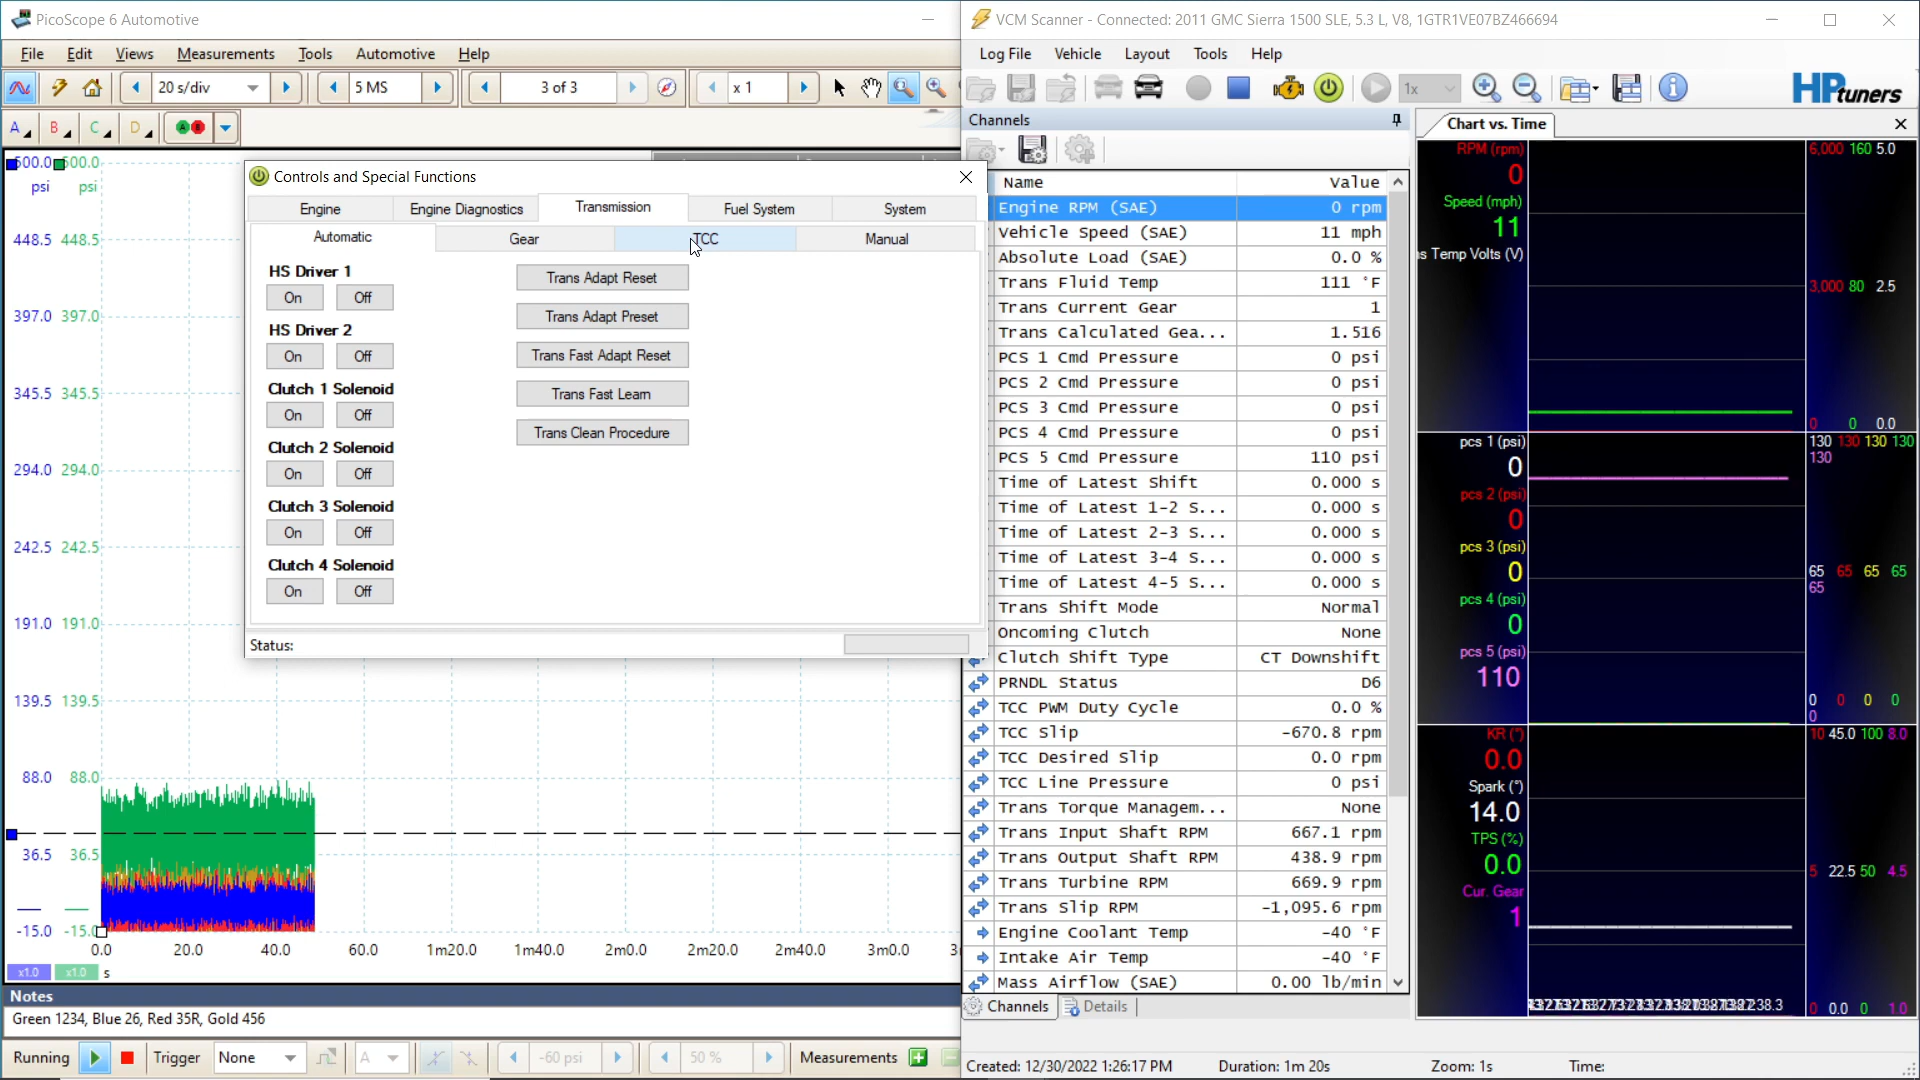 PicoScope 6 Automotive
File Edit Views Measurements Tools Automotive Help
20 s/div 5 MS 3 of 3 x 1
A B C D
500.0 500.0
psi psi
448.5 448.5
397.0 397.0
345.5 345.5
294.0 294.0
242.5 242.5
191.0 191.0
139.5 139.5
88.0 88.0
36.5 36.5
-15.0 -15.0
0.0 20.0 40.0 60.0 1m20.0 1m40.0 2m0.0 2m20.0 2m40.0 3m0.0
x1.0 x1.0 s
Notes
Green 1234, Blue 26, Red 35R, Gold 456
Running Trigger None A -60 psi 50 % Measurements
Controls and Special Functions
Engine Engine Diagnostics Transmission Fuel System System
Automatic Gear TCC Manual
HS Driver 1
On Off
HS Driver 2
On Off
Clutch 1 Solenoid
On Off
Clutch 2 Solenoid
On Off
Clutch 3 Solenoid
On Off
Clutch 4 Solenoid
On Off
Trans Adapt Reset
Trans Adapt Preset
Trans Fast Adapt Reset
Trans Fast Learn
Trans Clean Procedure
Status:
VCM Scanner - Connected: 2011 GMC Sierra 1500 SLE, 5.3 L, V8, 1GTR1VE07BZ466694
Log File Vehicle Layout Tools Help
1x
HPtuners
Channels
Name Value
Engine RPM (SAE) 0 rpm
Vehicle Speed (SAE) 11 mph
Absolute Load (SAE) 0.0 %
Trans Fluid Temp 111 °F
Trans Current Gear 1
Trans Calculated Gea... 1.516
PCS 1 Cmd Pressure 0 psi
PCS 2 Cmd Pressure 0 psi
PCS 3 Cmd Pressure 0 psi
PCS 4 Cmd Pressure 0 psi
PCS 5 Cmd Pressure 110 psi
Time of Latest Shift 0.000 s
Time of Latest 1-2 S... 0.000 s
Time of Latest 2-3 S... 0.000 s
Time of Latest 3-4 S... 0.000 s
Time of Latest 4-5 S... 0.000 s
Trans Shift Mode Normal
Oncoming Clutch None
Clutch Shift Type CT Downshift
PRNDL Status D6
TCC PWM Duty Cycle 0.0 %
TCC Slip -670.8 rpm
TCC Desired Slip 0.0 rpm
TCC Line Pressure 0 psi
Trans Torque Managem... None
Trans Input Shaft RPM 667.1 rpm
Trans Output Shaft RPM 438.9 rpm
Trans Turbine RPM 669.9 rpm
Trans Slip RPM -1,095.6 rpm
Engine Coolant Temp -40 °F
Intake Air Temp -40 °F
Mass Airflow (SAE) 0.00 lb/min
Channels Details
Chart vs. Time
RPM (rpm)
0
Speed (mph)
11
s Temp Volts (V)
6,000 160 5.0
3,000 80 2.5
0 0 0.0
pcs 1 (psi)
0
pcs 2 (psi)
0
pcs 3 (psi)
0
pcs 4 (psi)
0
pcs 5 (psi)
110
130 130 130 130
130
65 65 65 65
65
0 0 0 0
0
KR (°)
0.0
Spark (°)
14.0
TPS (%)
0.0
Cur. Gear
1
10 45.0 100 8.0
5 22.5 50 4.5
0 0.0 0 1.0
Created: 12/30/2022 1:26:17 PM Duration: 1m 20s Zoom: 1s Time: